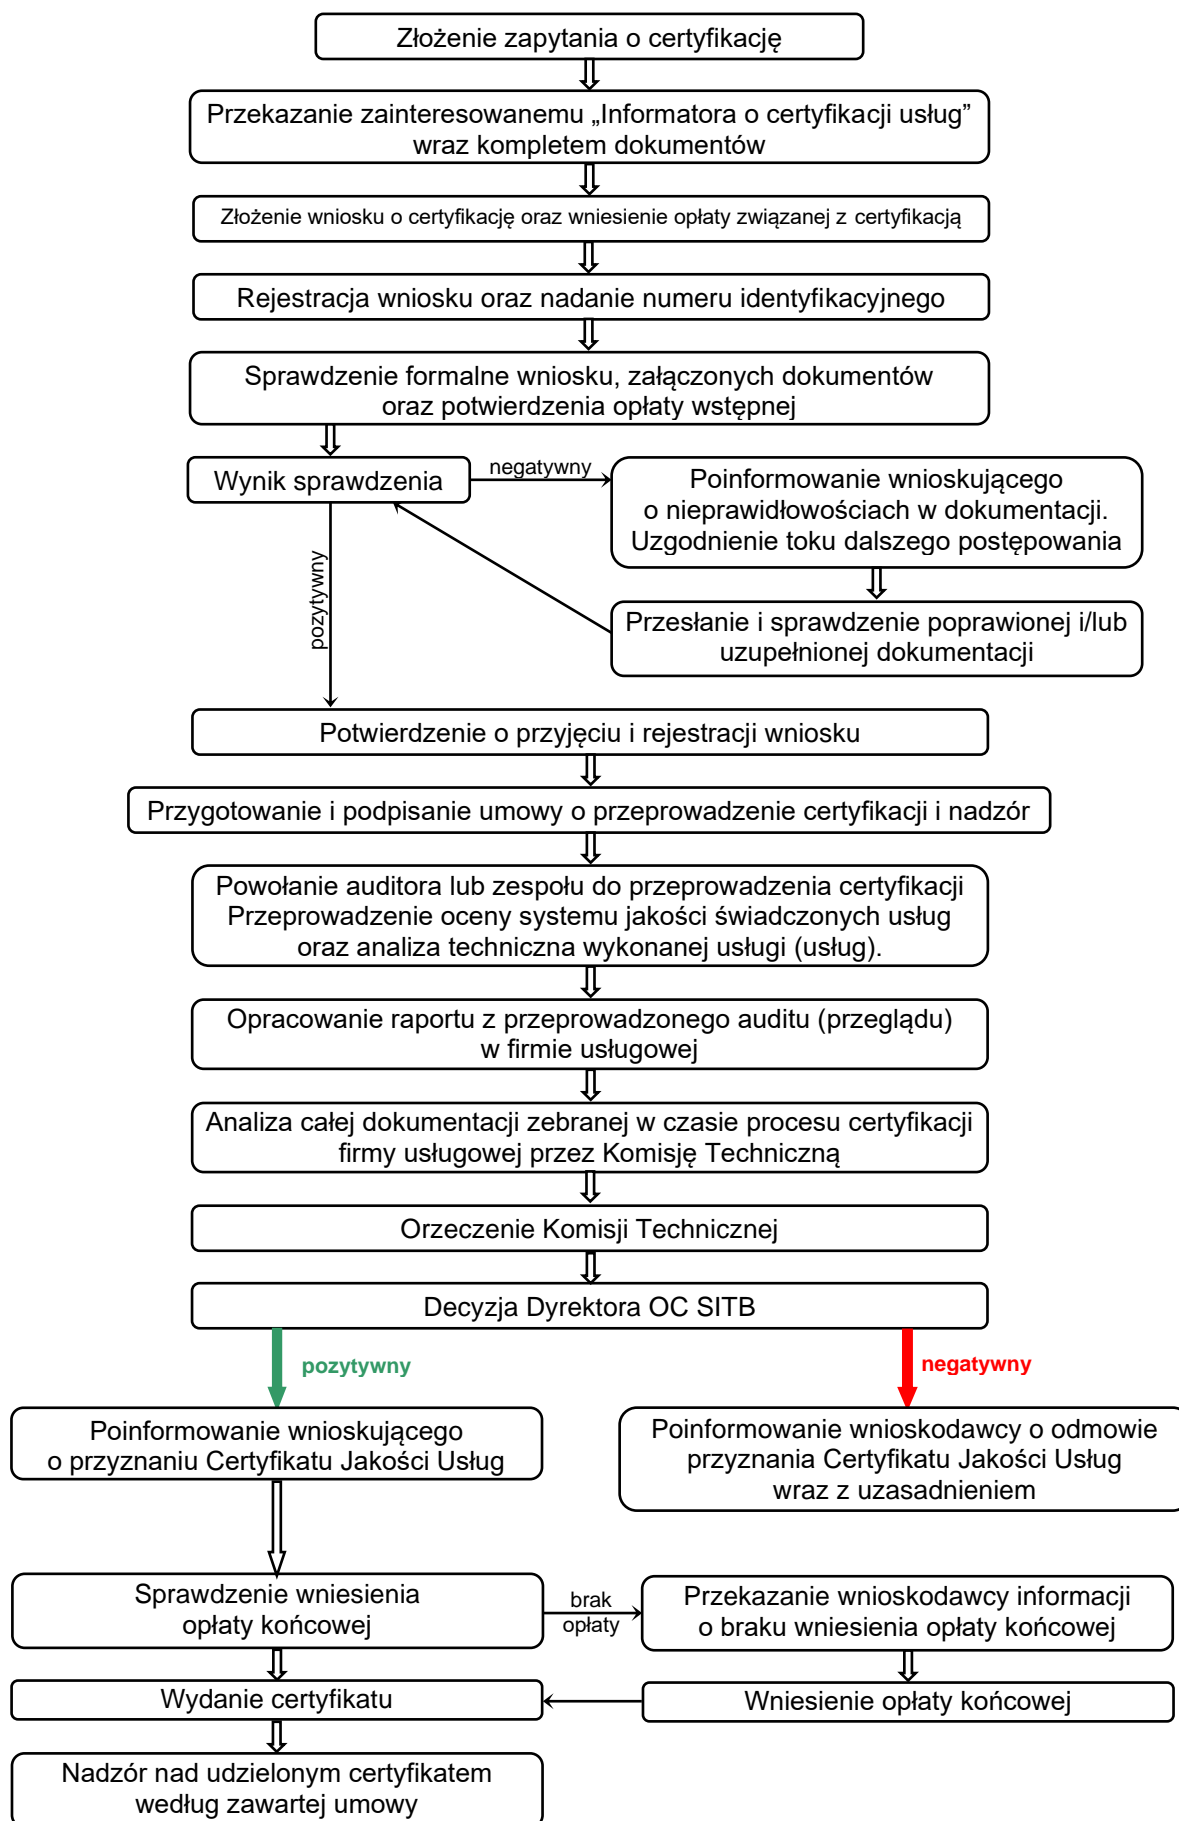 Złożenie zapytania o certyfikację
Przekazanie zainteresowanemu „Informatora o certyfikacji usług”
wraz kompletem dokumentów
Złożenie wniosku o certyfikację oraz wniesienie opłaty związanej z certyfikacją
Rejestracja wniosku oraz nadanie numeru identyfikacyjnego
Sprawdzenie formalne wniosku, załączonych dokumentów
oraz potwierdzenia opłaty wstępnej
Wynik sprawdzenia
negatywny
Poinformowanie wnioskującego
o nieprawidłowościach w dokumentacji.
Uzgodnienie toku dalszego postępowania
pozytywny
Przesłanie i sprawdzenie poprawionej i/lub
uzupełnionej dokumentacji
Potwierdzenie o przyjęciu i rejestracji wniosku
Przygotowanie i podpisanie umowy o przeprowadzenie certyfikacji i nadzór
Powołanie auditora lub zespołu do przeprowadzenia certyfikacji
Przeprowadzenie oceny systemu jakości świadczonych usług
oraz analiza techniczna wykonanej usługi (usług).
Opracowanie raportu z przeprowadzonego auditu (przeglądu)
w firmie usługowej
Analiza całej dokumentacji zebranej w czasie procesu certyfikacji
firmy usługowej przez Komisję Techniczną
Orzeczenie Komisji Technicznej
Decyzja Dyrektora OC SITB
pozytywny
negatywny
Poinformowanie wnioskującego
o przyznaniu Certyfikatu Jakości Usług
Poinformowanie wnioskodawcy o odmowie
przyznania Certyfikatu Jakości Usług
wraz z uzasadnieniem
Sprawdzenie wniesienia
opłaty końcowej
brak
opłaty
Przekazanie wnioskodawcy informacji
o braku wniesienia opłaty końcowej
Wydanie certyfikatu
Wniesienie opłaty końcowej
Nadzór nad udzielonym certyfikatem
według zawartej umowy